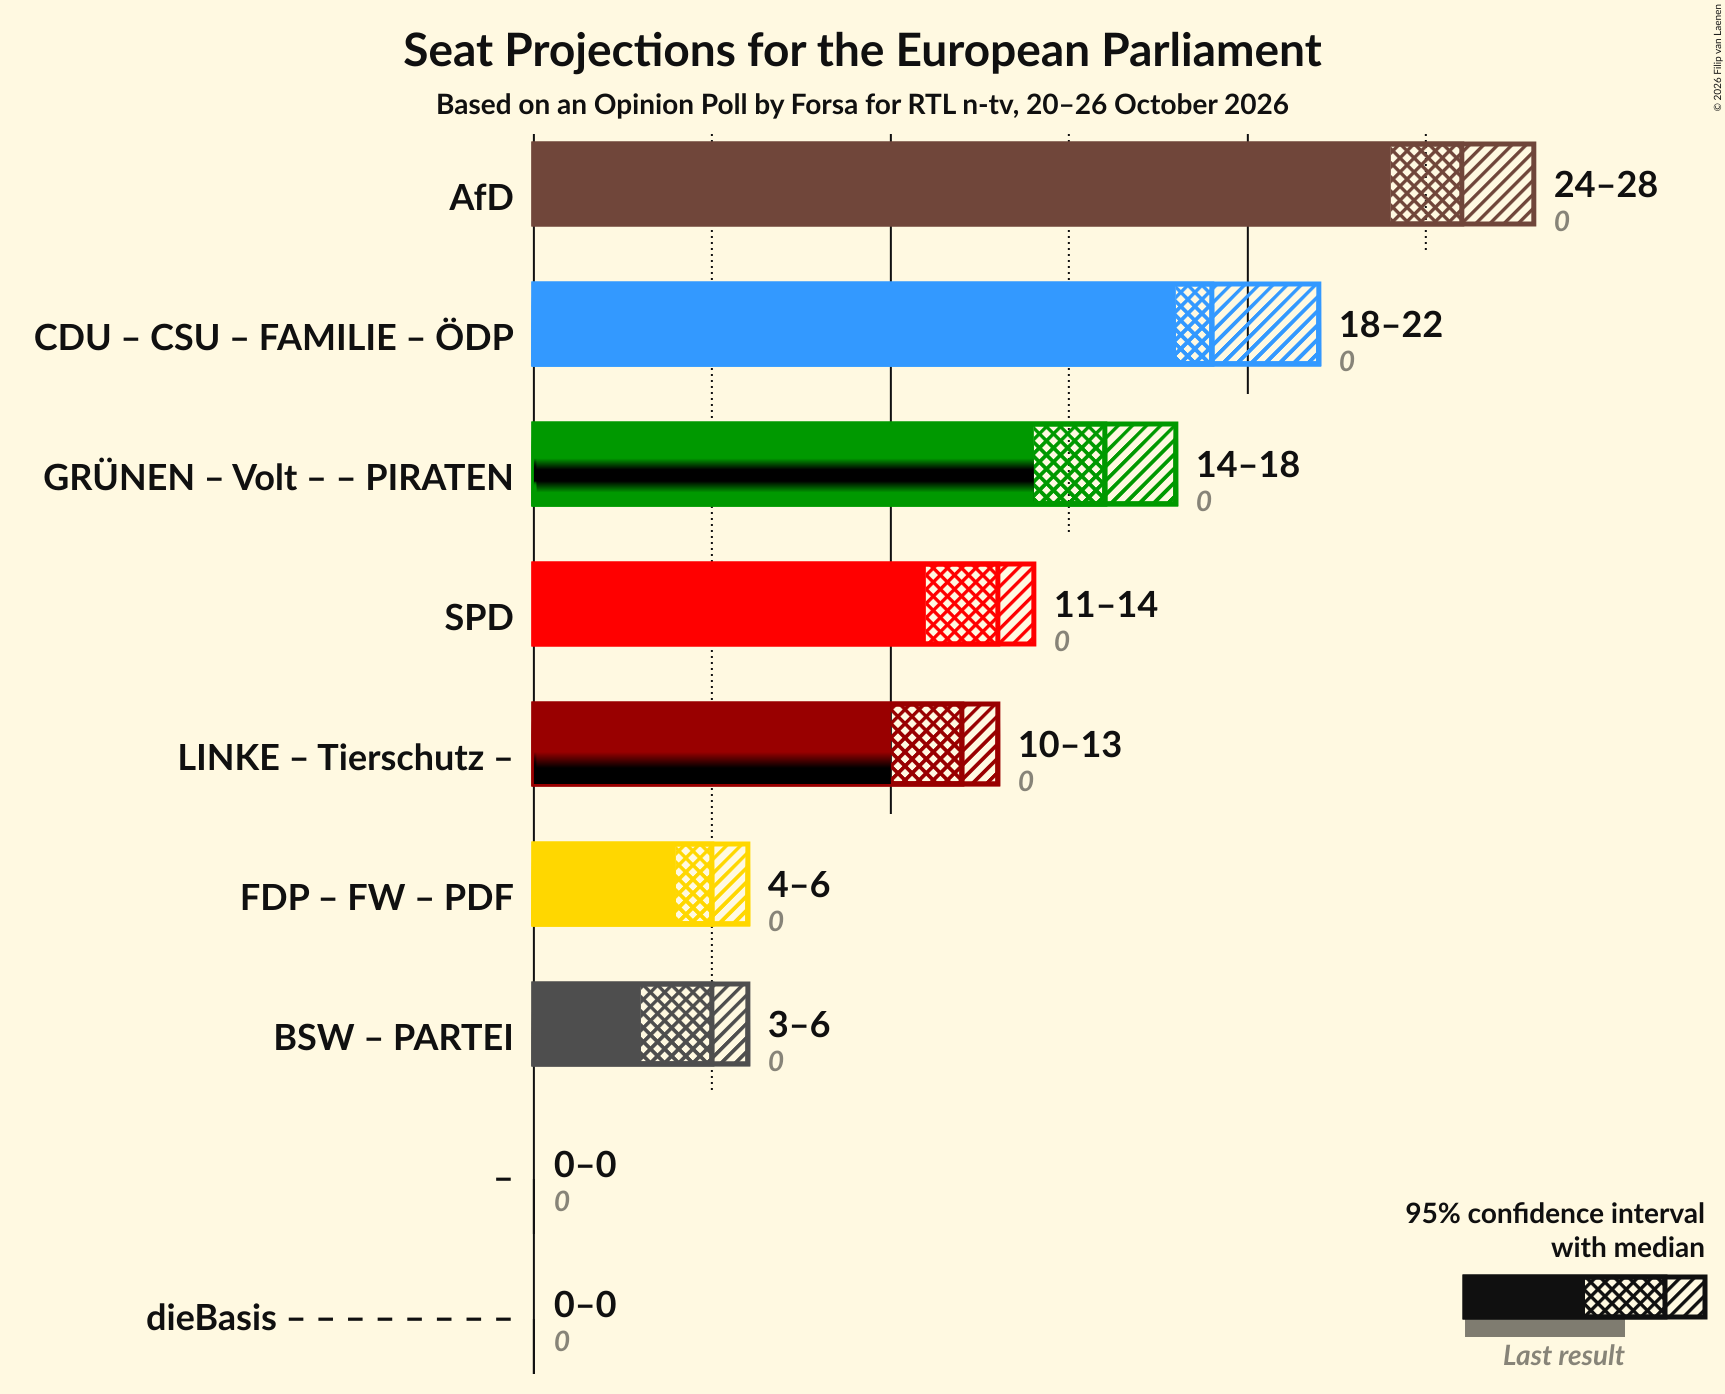 Seat Projections for the European Parliament
Based on an Opinion Poll by Forsa for RTL n-tv, 20–26 October 2026
© 2026 Filip van Laenen
AfD
24–28
0
CDU – CSU – FAMILIE – ÖDP
18–22
0
GRÜNEN – Volt – – PIRATEN
14–18
0
SPD
11–14
0
LINKE – Tierschutz –
10–13
0
FDP – FW – PDF
4–6
0
BSW – PARTEI
3–6
0
–
0–0
0
dieBasis – – – – – – – –
0–0
0
95% confidence interval
with median
Last result